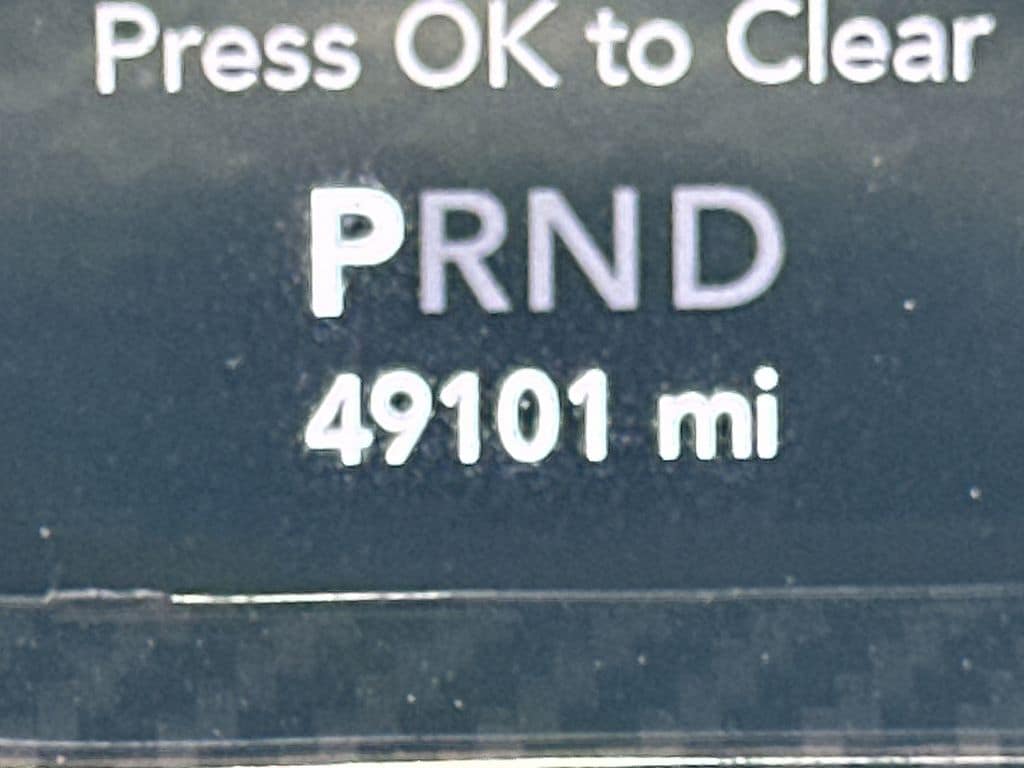 Press OK to Clear
PRND
49101 mi